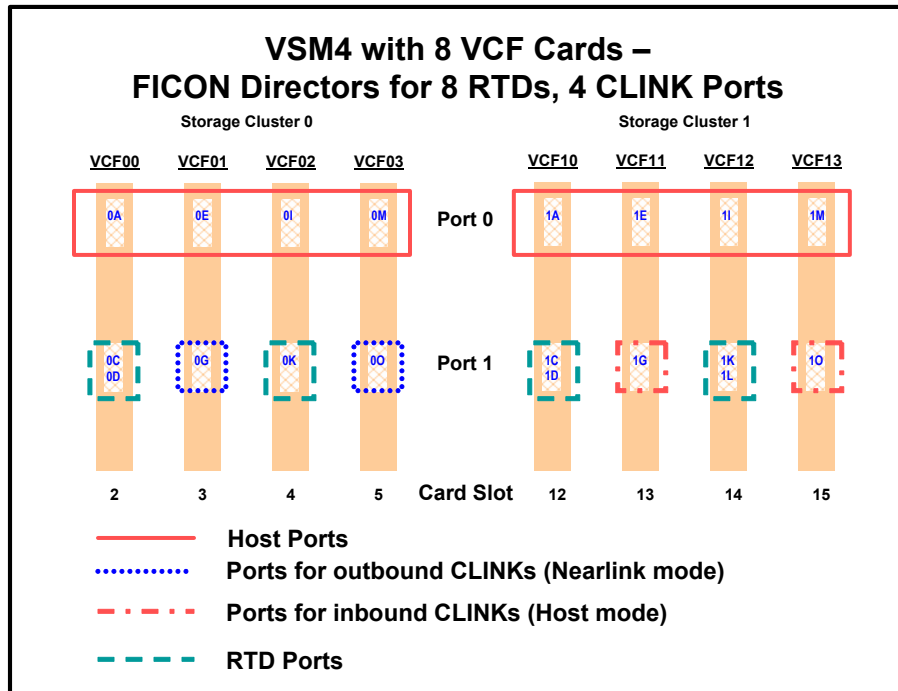 VSM4 with 8 VCF Cards –
FICON Directors for 8 RTDs, 4 CLINK Ports
Storage Cluster 0 Storage Cluster 1
VCF00 VCF01 VCF02 VCF03 VCF10 VCF11 VCF12 VCF13
0A 0E 0I 0M Port 0 1A 1E 1I 1M
0C 0G 0K 0O Port 1 1C 1G 1K 1O
0D 1D 1L
2 3 4 5 Card Slot 12 13 14 15
Host Ports
Ports for outbound CLINKs (Nearlink mode)
Ports for inbound CLINKs (Host mode)
RTD Ports